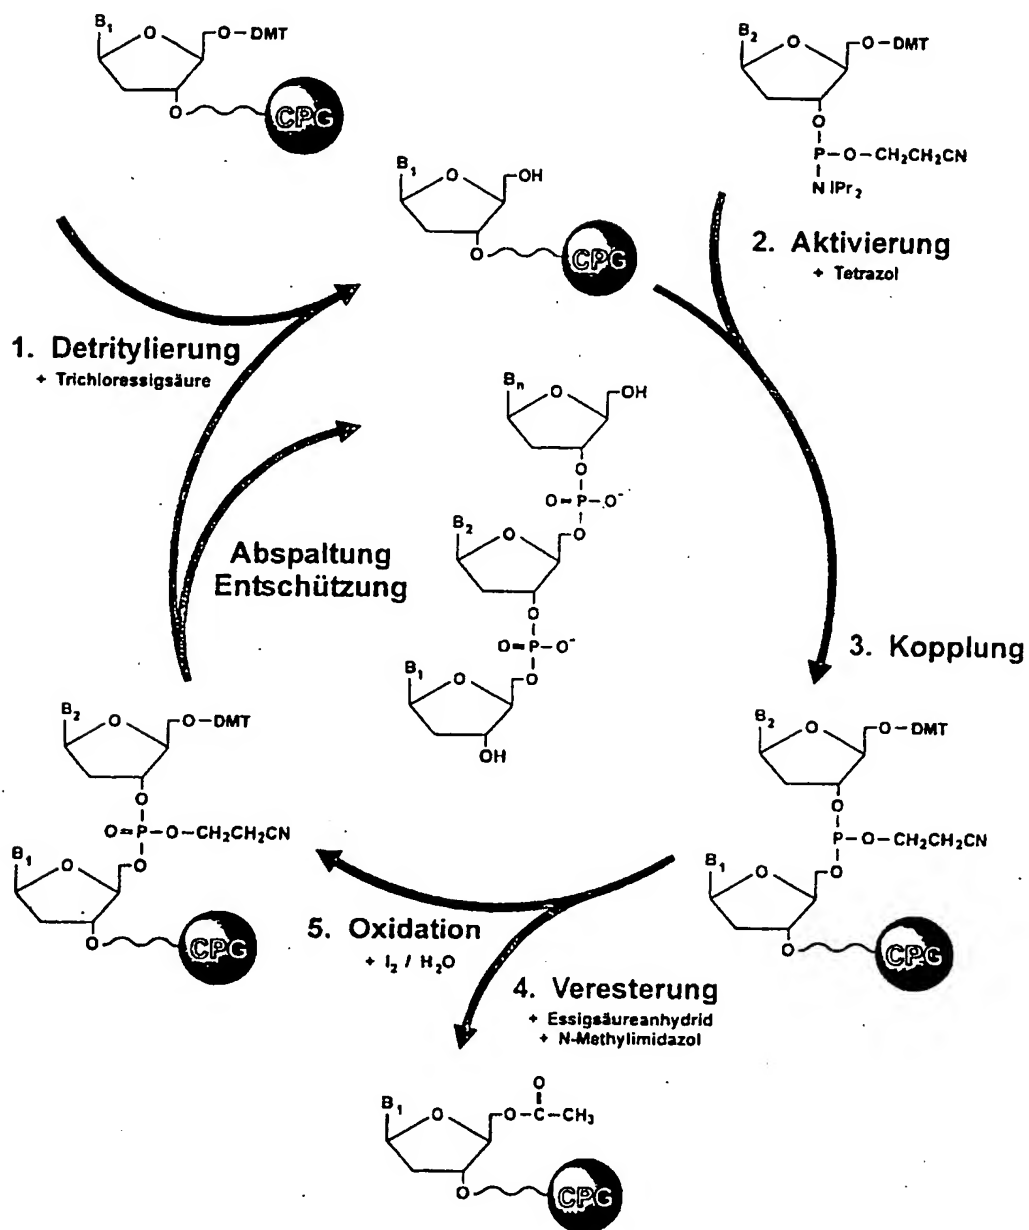 B1
O
O-DMT
O
CPG
B2
O
O-DMT
O
P-O-CH2CH2CN
N IPr2
B1
O
OH
O
CPG
2. Aktivierung
+ Tetrazol
1. Detritylierung
+ Trichloressigsäure
Bn
O
OH
O
O=P-O-
O
B2
O
O
O=P-O-
O
B1
O
OH
Abspaltung
Entschützung
3. Kopplung
B2
O
O-DMT
O
O=P-O-CH2CH2CN
O
B1
O
O
CPG
B2
O
O-DMT
O
P-O-CH2CH2CN
O
B1
O
O
CPG
5. Oxidation
+ I2 / H2O
4. Veresterung
+ Essigsäureanhydrid
+ N-Methylimidazol
B1
O
O
O-C-CH3
O
CPG